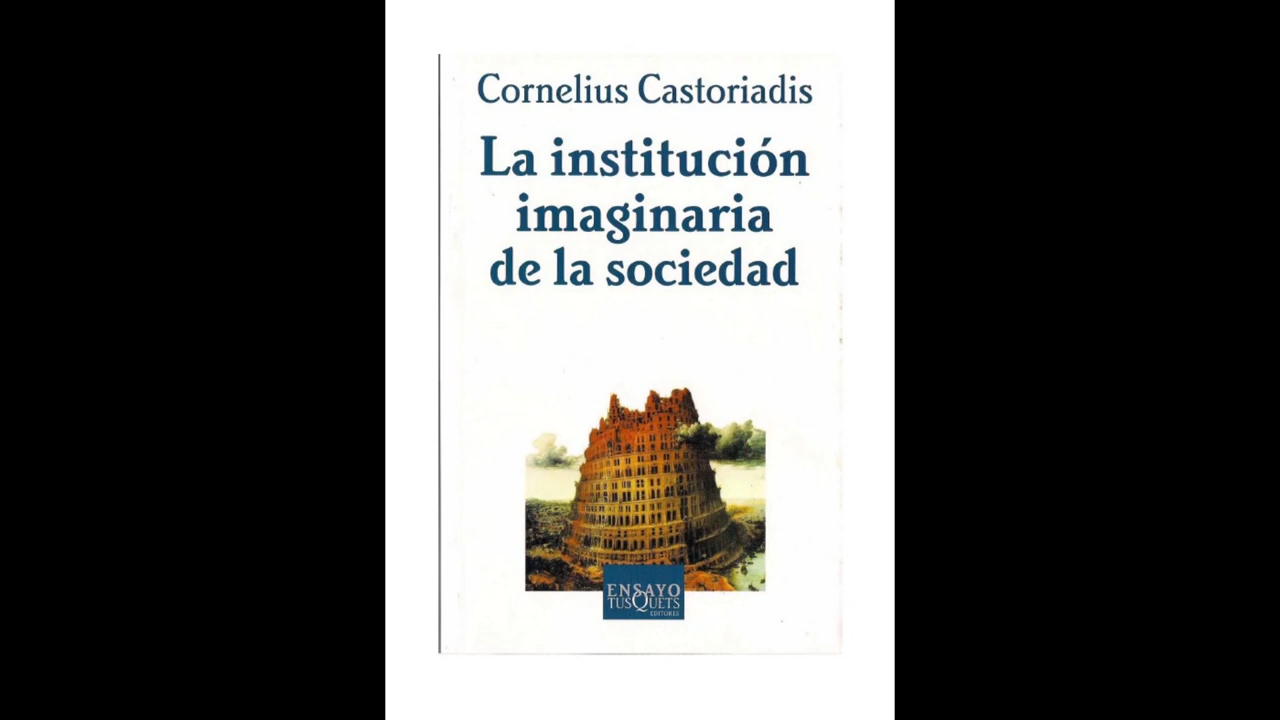 Cornelius Castoriadis
La institución
imaginaria
de la sociedad
ENSAYO
TUSQUETS
EDITORES